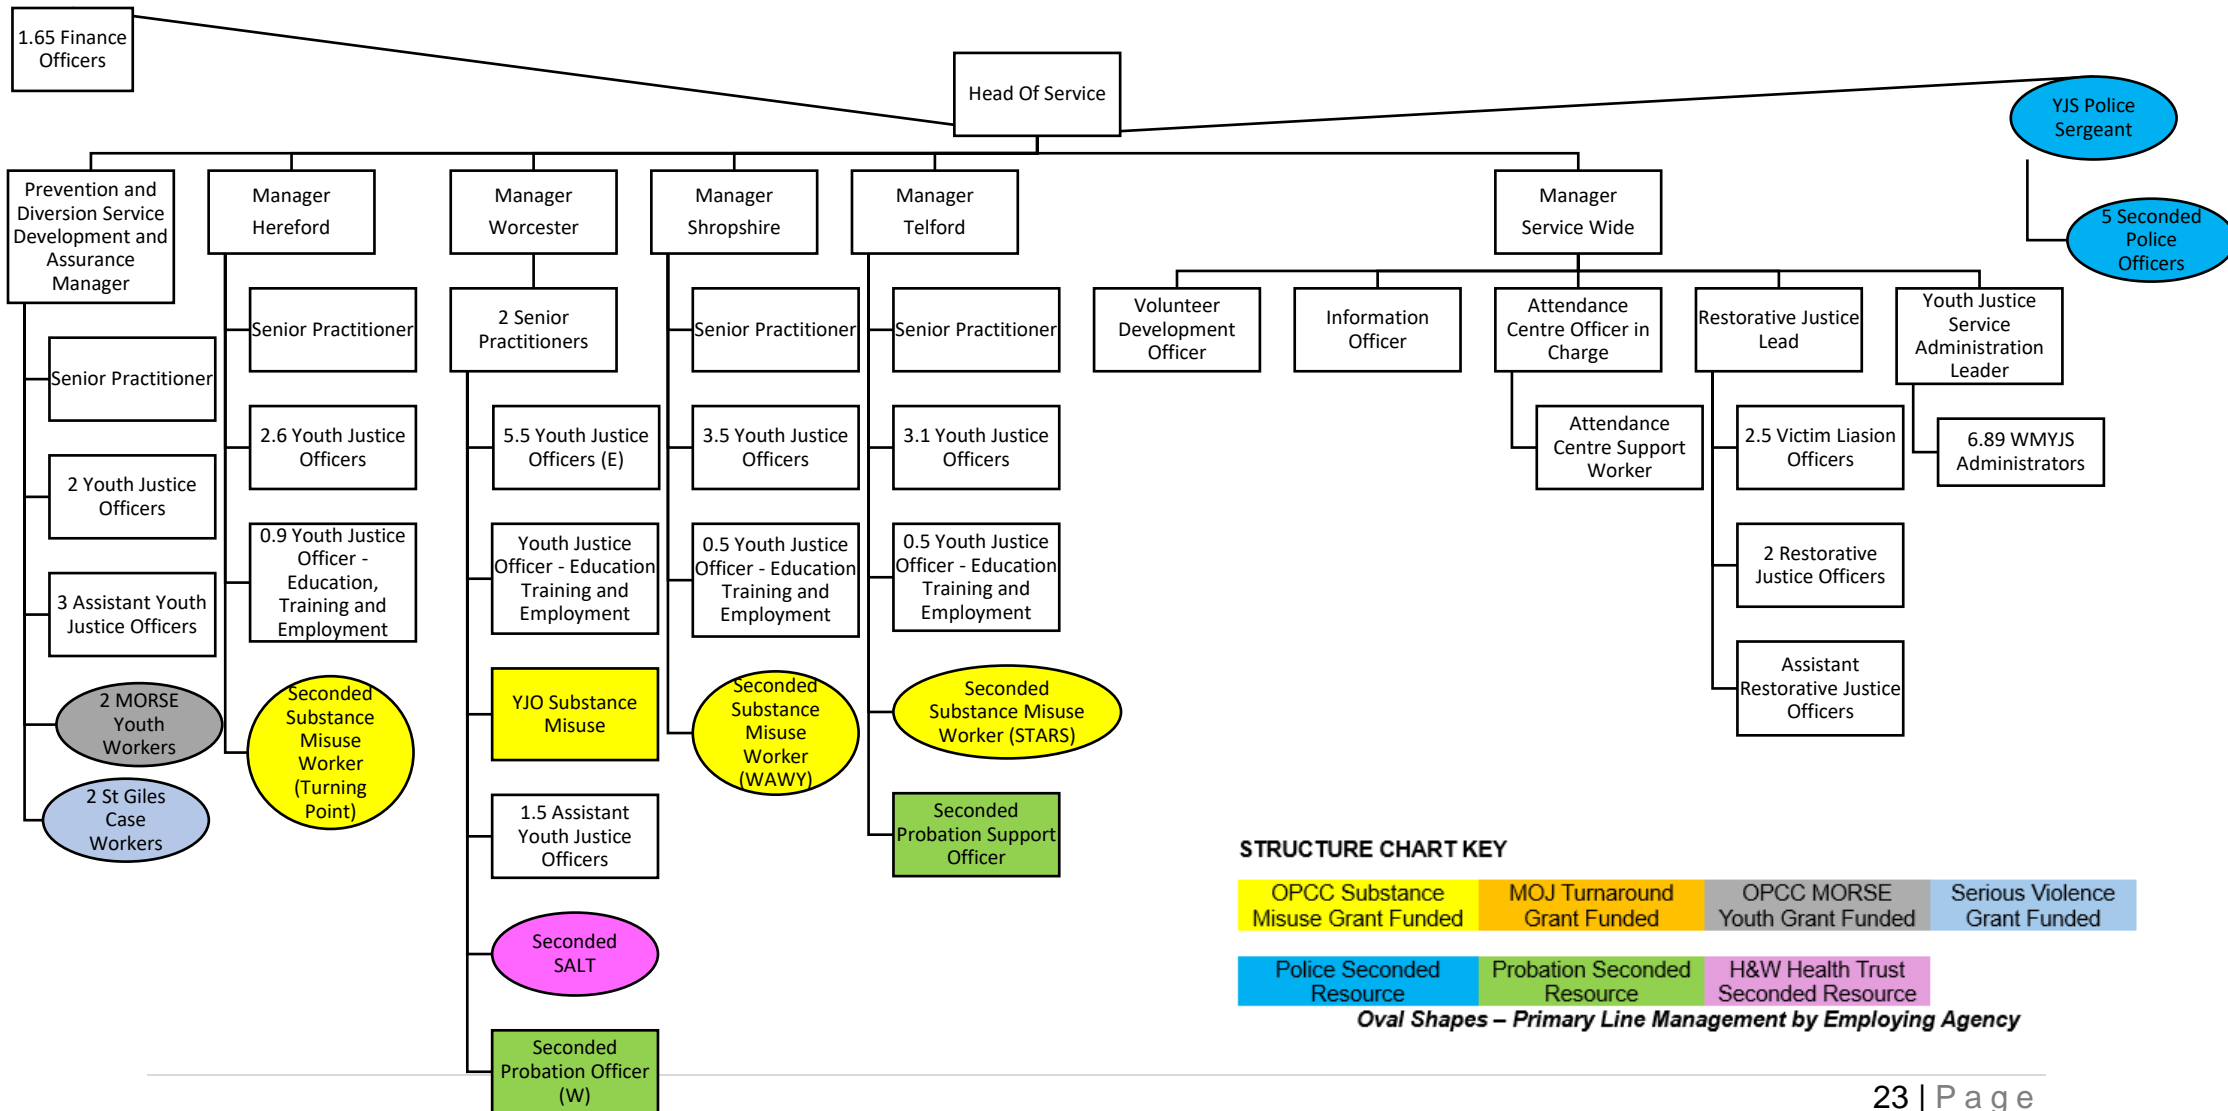 1.65 Finance
Officers
Head Of Service
YJS Police
Sergeant
5 Seconded
Police
Officers
Prevention and
Diversion Service
Development and
Assurance
Manager
Senior Practitioner
2 Youth Justice
Officers
3 Assistant Youth
Justice Officers
2 MORSE
Youth
Workers
2 St Giles
Case
Workers
Manager
Hereford
Senior Practitioner
2.6 Youth Justice
Officers
0.9 Youth Justice
Officer -
Education,
Training and
Employment
Seconded
Substance
Misuse
Worker
(Turning
Point)
Manager
Worcester
2 Senior
Practitioners
5.5 Youth Justice
Officers (E)
Youth Justice
Officer - Education
Training and
Employment
YJO Substance
Misuse
1.5 Assistant
Youth Justice
Officers
Seconded
SALT
Seconded
Probation Officer
(W)
Manager
Shropshire
Senior Practitioner
3.5 Youth Justice
Officers
0.5 Youth Justice
Officer - Education
Training and
Employment
Seconded
Substance
Misuse
Worker
(WAWY)
Manager
Telford
Senior Practitioner
3.1 Youth Justice
Officers
0.5 Youth Justice
Officer - Education
Training and
Employment
Seconded
Substance Misuse
Worker (STARS)
Seconded
Probation Support
Officer
Manager
Service Wide
Volunteer
Development
Officer
Information
Officer
Attendance
Centre Officer in
Charge
Attendance
Centre Support
Worker
Restorative Justice
Lead
2.5 Victim Liasion
Officers
2 Restorative
Justice Officers
Assistant
Restorative Justice
Officers
Youth Justice
Service
Administration
Leader
6.89 WMYJS
Administrators
STRUCTURE CHART KEY
OPCC Substance
Misuse Grant Funded
MOJ Turnaround
Grant Funded
OPCC MORSE
Youth Grant Funded
Serious Violence
Grant Funded
Police Seconded
Resource
Probation Seconded
Resource
H&W Health Trust
Seconded Resource
Oval Shapes – Primary Line Management by Employing Agency
23 | Page